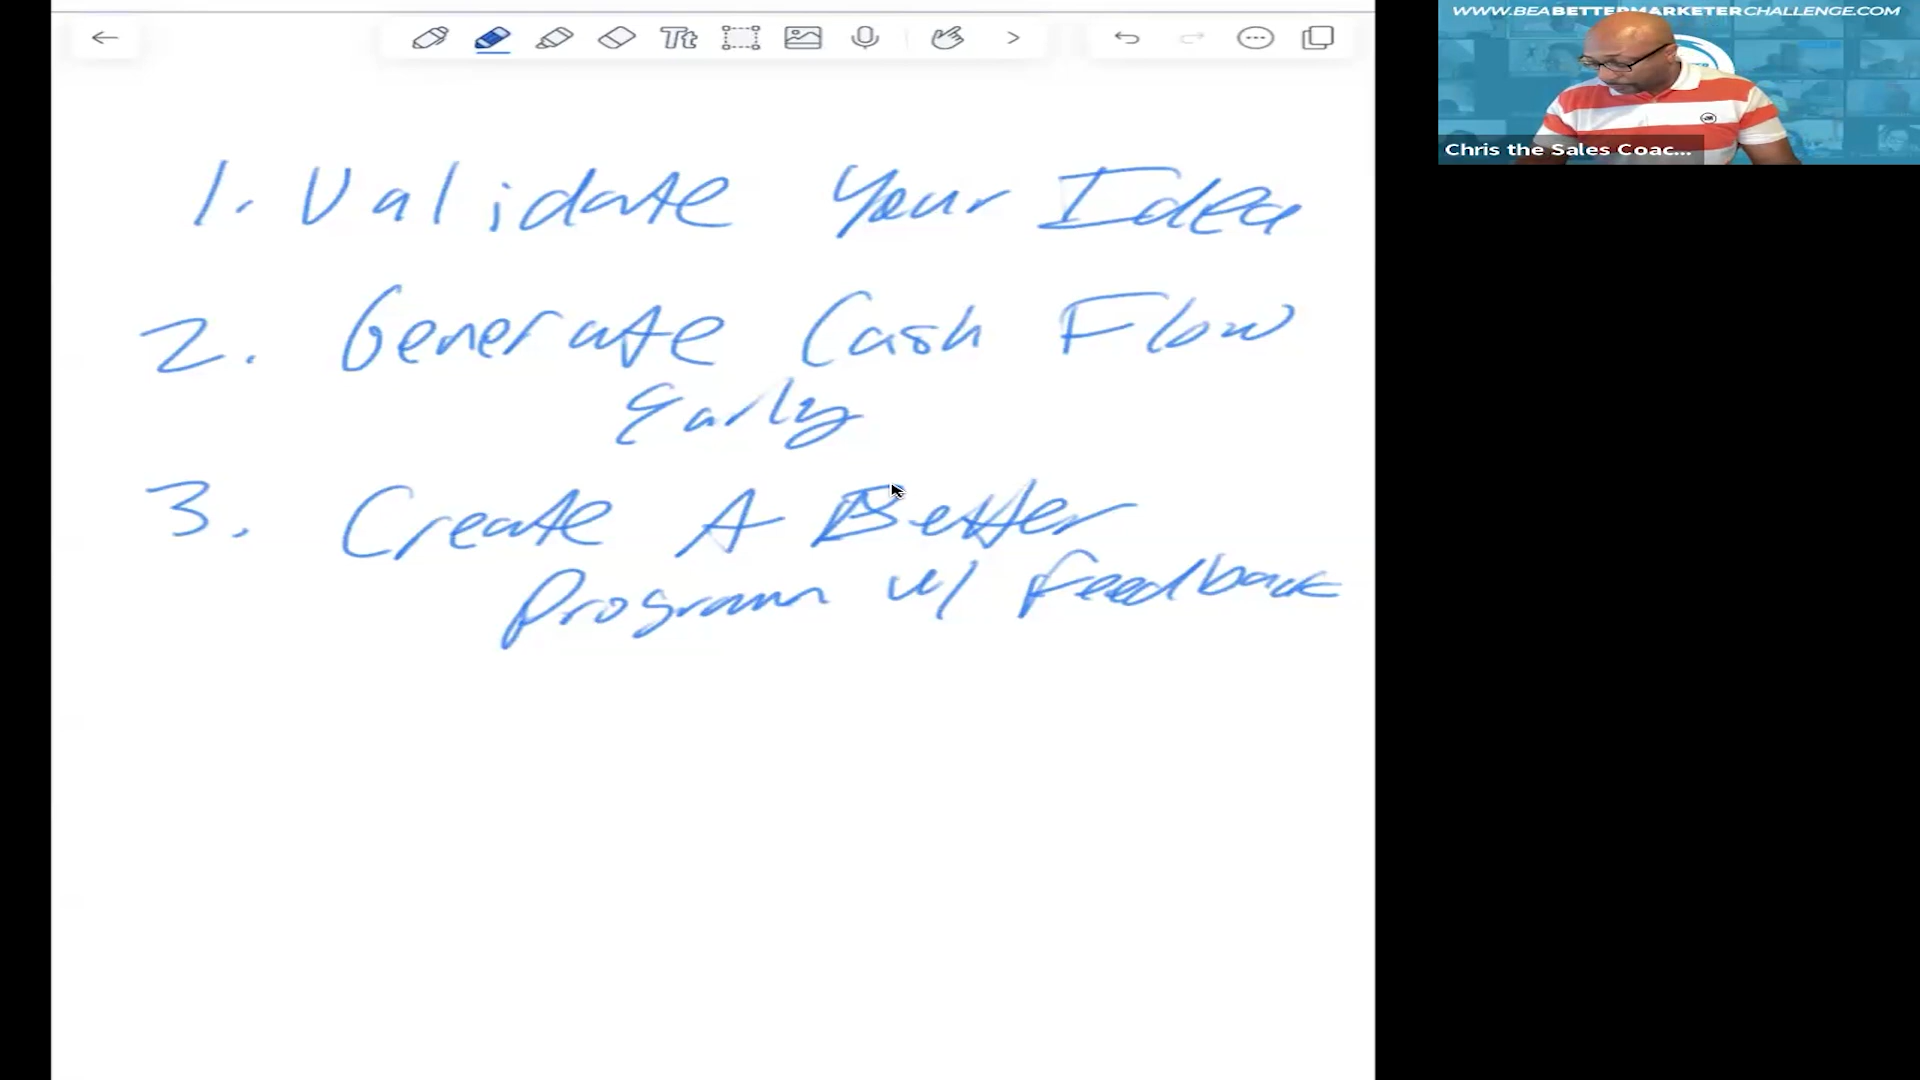 WWW.BEABETTERMARKETERCHALLENGE.COM
Chris the Sales Coac...
Tt
1. Validate Your Idea
2. Generate Cash Flow
Early
3. Create A Better
Program w/ feedback